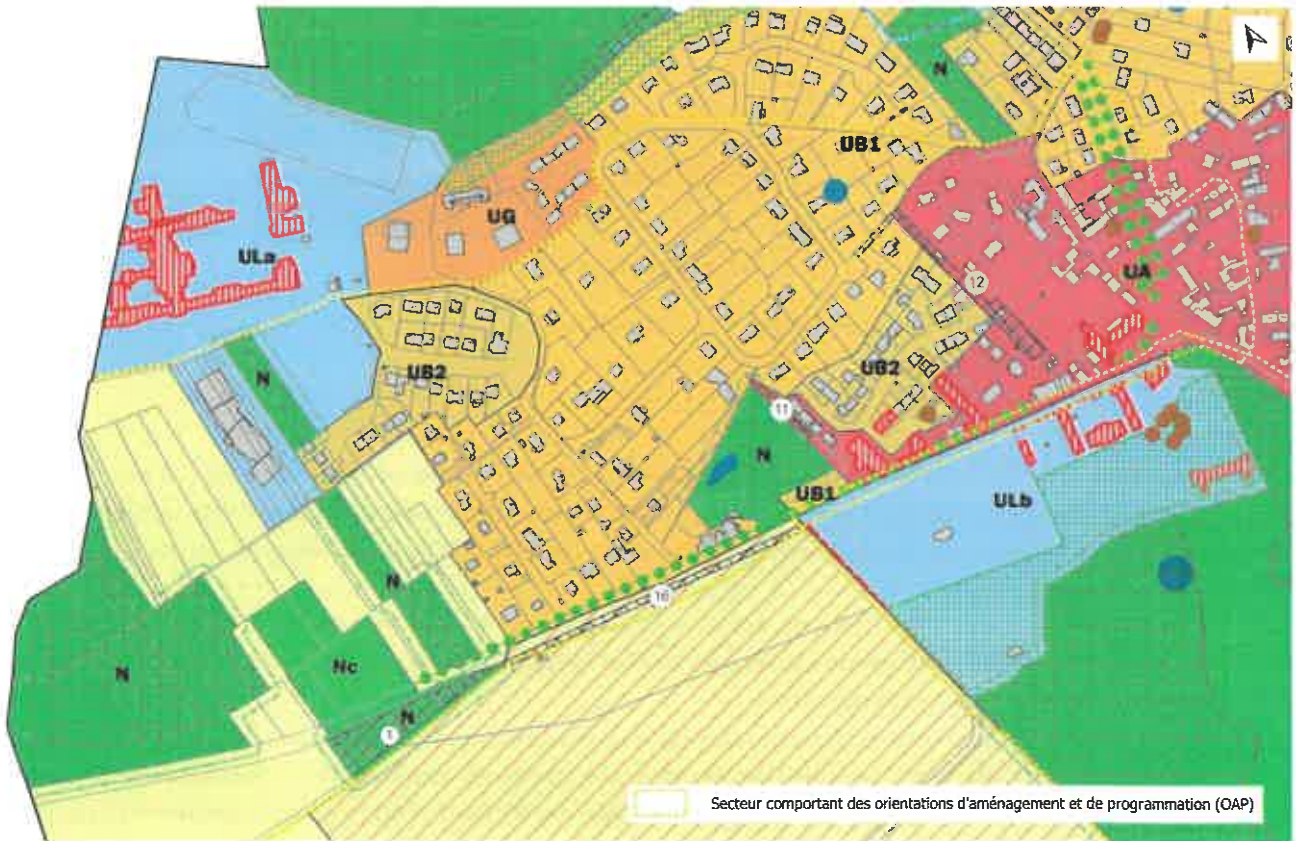 N
UB1
UG
ULa
UA
12
N
UB2
UB2
11
N
UB1
ULb
N
16
N
Nc
N
1
Secteur comportant des orientations d'aménagement et de programmation (OAP)